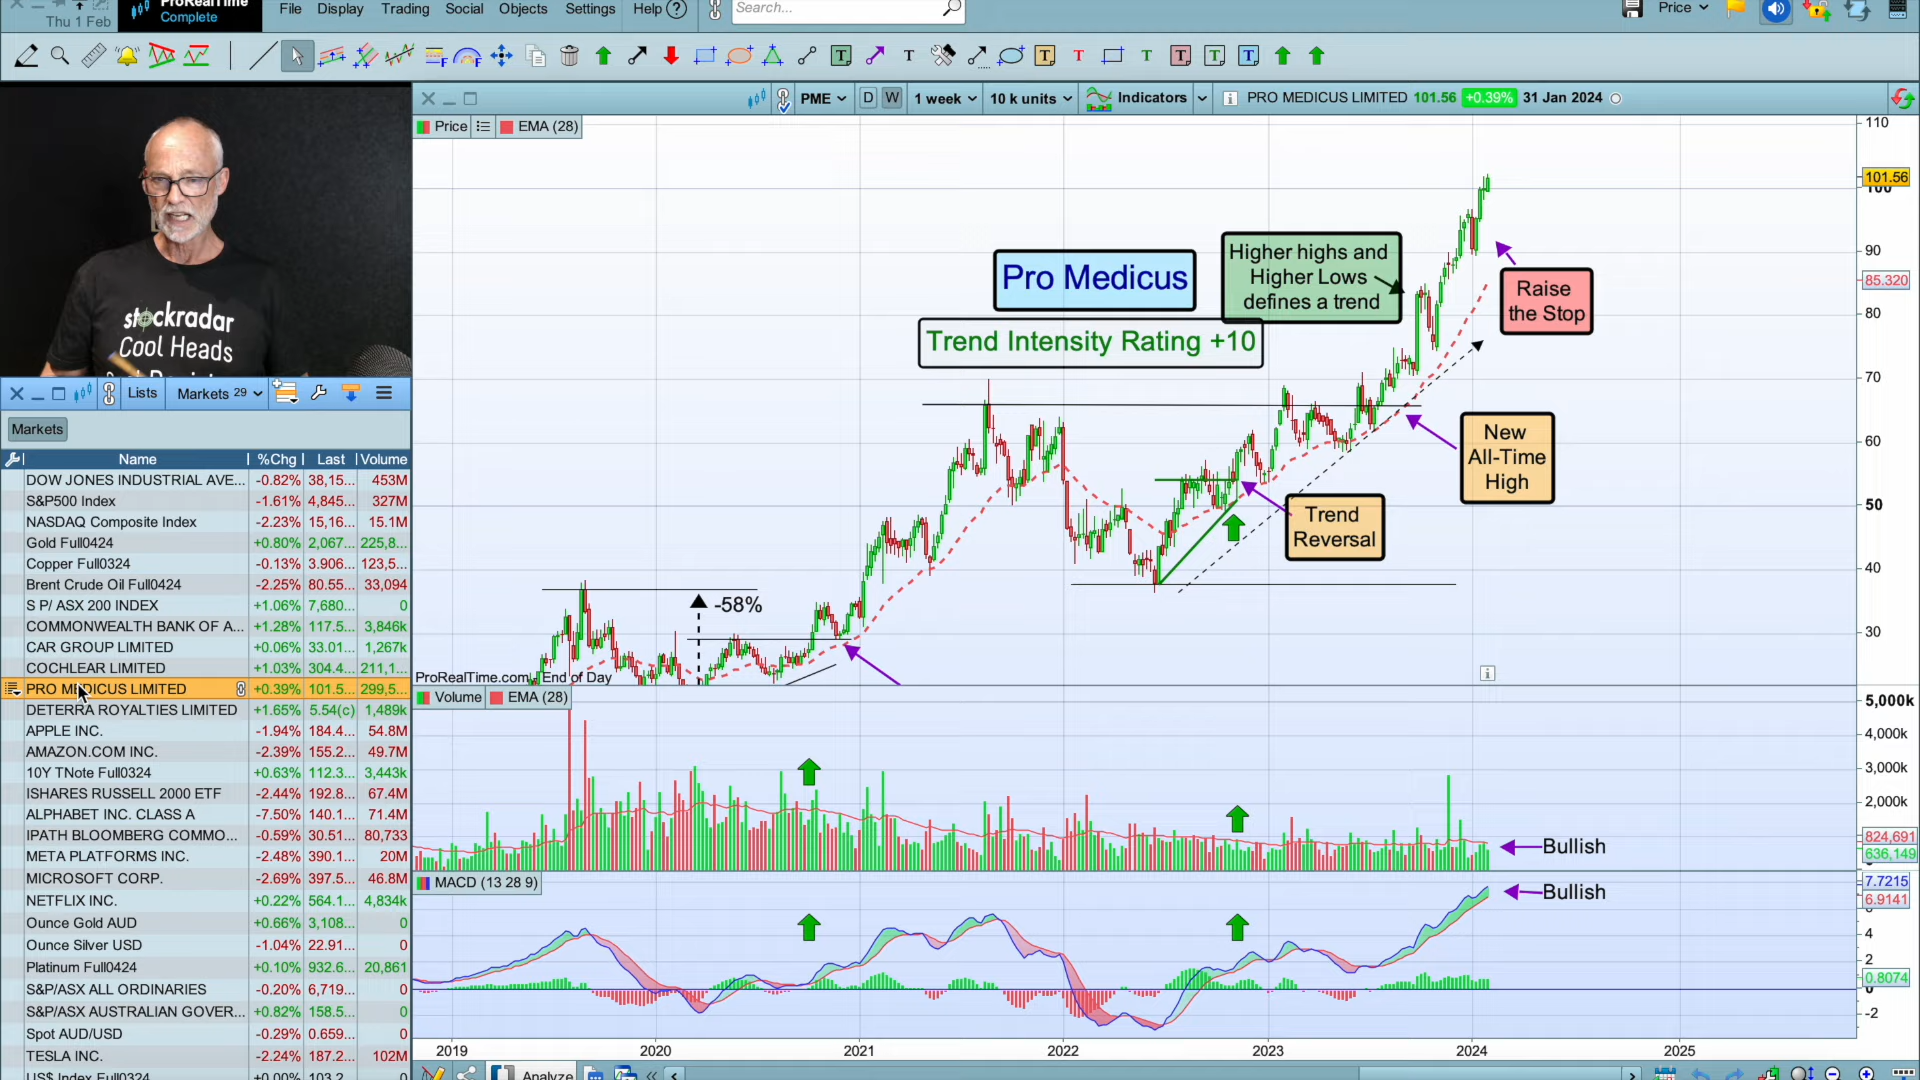 ProRealTime
Complete
Thu 1 Feb
File Display Trading Social Objects Settings Help
Search...
Price
PME D W 1 week 10 k units Indicators PRO MEDICUS LIMITED 101.56 +0.39% 31 Jan 2024
Price EMA (28)
stockradar
Cool Heads
110
101.56
100
90
85.320
80
70
60
50
40
30
Pro Medicus
Trend Intensity Rating +10
Higher highs and
Higher Lows
defines a trend
Raise
the Stop
New
All-Time
High
Trend
Reversal
-58%
ProRealTime.com End of Day
Lists Markets 29
Markets
Name %Chg Last Volume
DOW JONES INDUSTRIAL AVE... -0.82% 38,15... 453M
S&P500 Index -1.61% 4,845... 327M
NASDAQ Composite Index -2.23% 15,16... 15.1M
Gold Full0424 +0.80% 2,067... 225,8...
Copper Full0324 -0.13% 3.906... 123,5...
Brent Crude Oil Full0424 -2.25% 80.55... 33,094
S P/ ASX 200 INDEX +1.06% 7,680... 0
COMMONWEALTH BANK OF A... +1.28% 117.5... 3,846k
CAR GROUP LIMITED +0.06% 33.01... 1,267k
COCHLEAR LIMITED +1.03% 304.4... 211,1...
PRO MEDICUS LIMITED +0.39% 101.5... 299,5...
DETERRA ROYALTIES LIMITED +1.65% 5.54(c) 1,489k
APPLE INC. -1.94% 184.4... 54.8M
AMAZON.COM INC. -2.39% 155.2... 49.7M
10Y TNote Full0324 +0.63% 112.3... 3,443k
ISHARES RUSSELL 2000 ETF -2.44% 192.8... 67.4M
ALPHABET INC. CLASS A -7.50% 140.1... 71.4M
IPATH BLOOMBERG COMMO... -0.59% 30.51... 80,733
META PLATFORMS INC. -2.48% 390.1... 20M
MICROSOFT CORP. -2.69% 397.5... 46.8M
NETFLIX INC. +0.22% 564.1... 4,834k
Ounce Gold AUD +0.66% 3,108... 0
Ounce Silver USD -1.04% 22.91... 0
Platinum Full0424 +0.10% 932.6... 20,861
S&P/ASX ALL ORDINARIES -0.20% 6,719... 0
S&P/ASX AUSTRALIAN GOVER... +0.82% 158.5... 0
Spot AUD/USD -0.29% 0.659... 0
TESLA INC. -2.24% 187.2... 102M
US$ Index Full0324 +0.00% 103.2... 0
Volume EMA (28)
5,000k
4,000k
3,000k
2,000k
824,691
636,149
Bullish
MACD (13 28 9)
Bullish
7.7215
6.9141
4
2
0.8074
0
-2
2019 2020 2021 2022 2023 2024 2025
Analyze